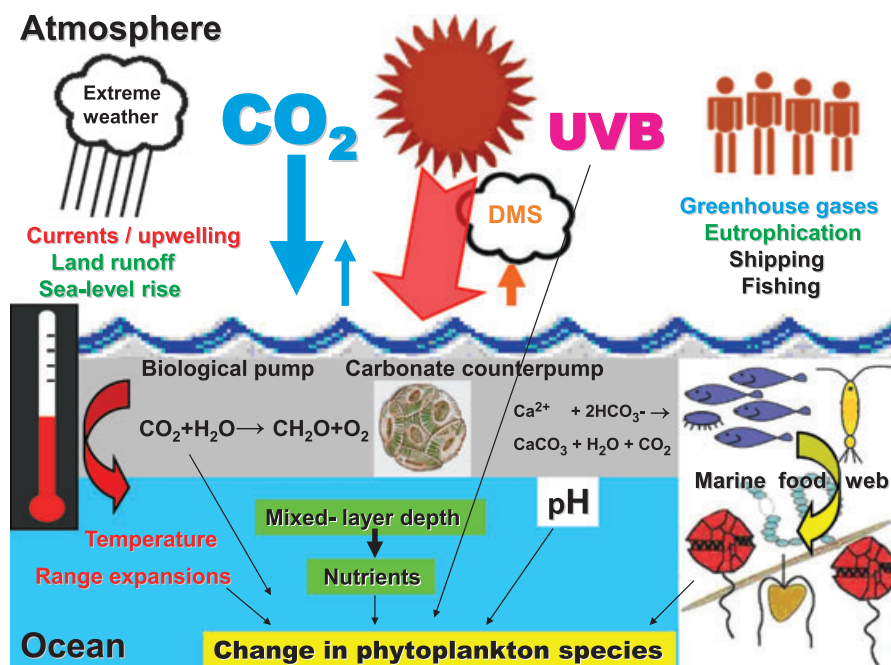 Atmosphere
Extreme
weather
CO₂
UVB
DMS
Currents / upwelling
Land runoff
Sea-level rise
Greenhouse gases
Eutrophication
Shipping
Fishing
Biological pump
Carbonate counterpump
CO₂+H₂O→ CH₂O+O₂
Ca²⁺ + 2HCO₃- →
CaCO₃ + H₂O + CO₂
Marine food web
pH
Mixed- layer depth
Nutrients
Temperature
Range expansions
Ocean
Change in phytoplankton species